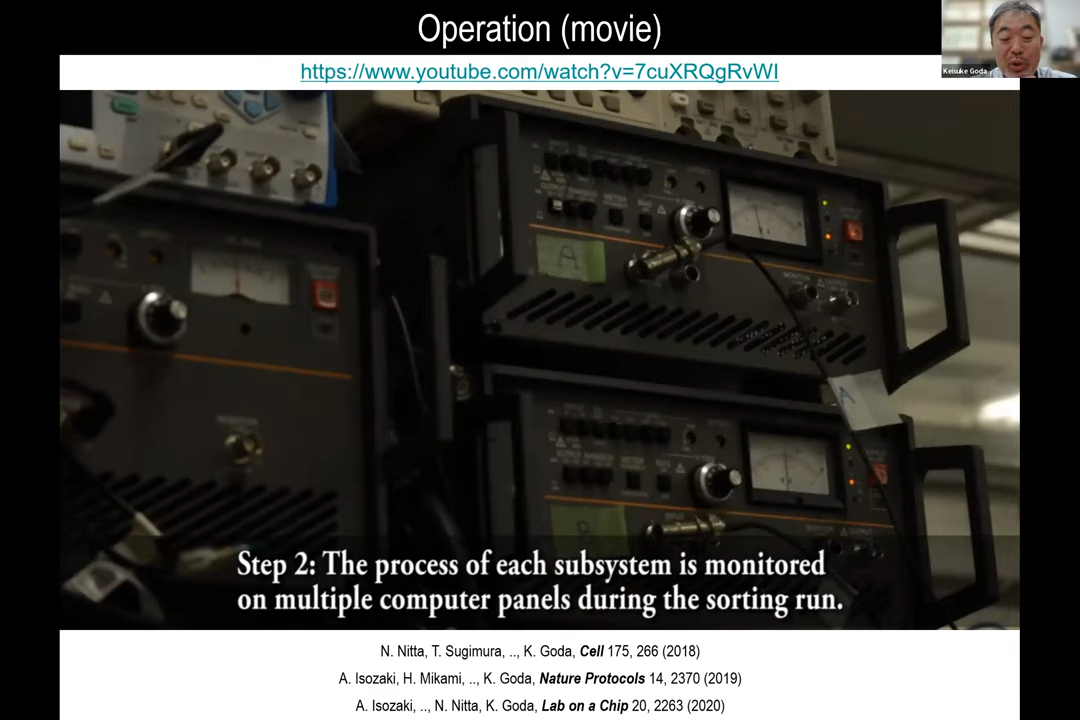 Operation (movie)
https://www.youtube.com/watch?v=7cuXRQgRvWI
Keisuke Goda
A
A
Step 2: The process of each subsystem is monitored
on multiple computer panels during the sorting run.
N. Nitta, T. Sugimura, .., K. Goda, Cell 175, 266 (2018)
A. Isozaki, H. Mikami, .., K. Goda, Nature Protocols 14, 2370 (2019)
A. Isozaki, .., N. Nitta, K. Goda, Lab on a Chip 20, 2263 (2020)